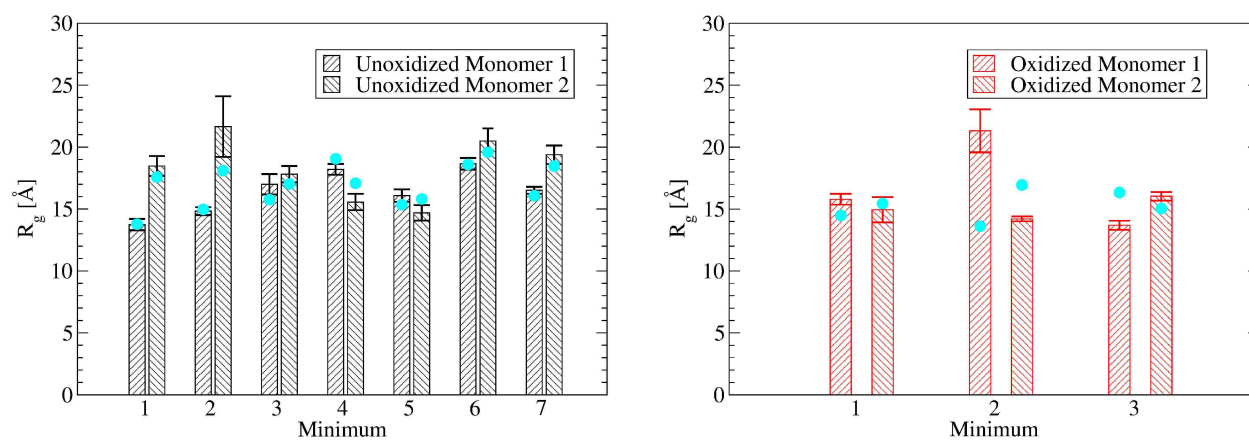 30
25
20
15
10
5
0
R_g [Å]
Unoxidized Monomer 1
Unoxidized Monomer 2
1 2 3 4 5 6 7
Minimum
30
25
20
15
10
5
0
R_g [Å]
Oxidized Monomer 1
Oxidized Monomer 2
1 2 3
Minimum